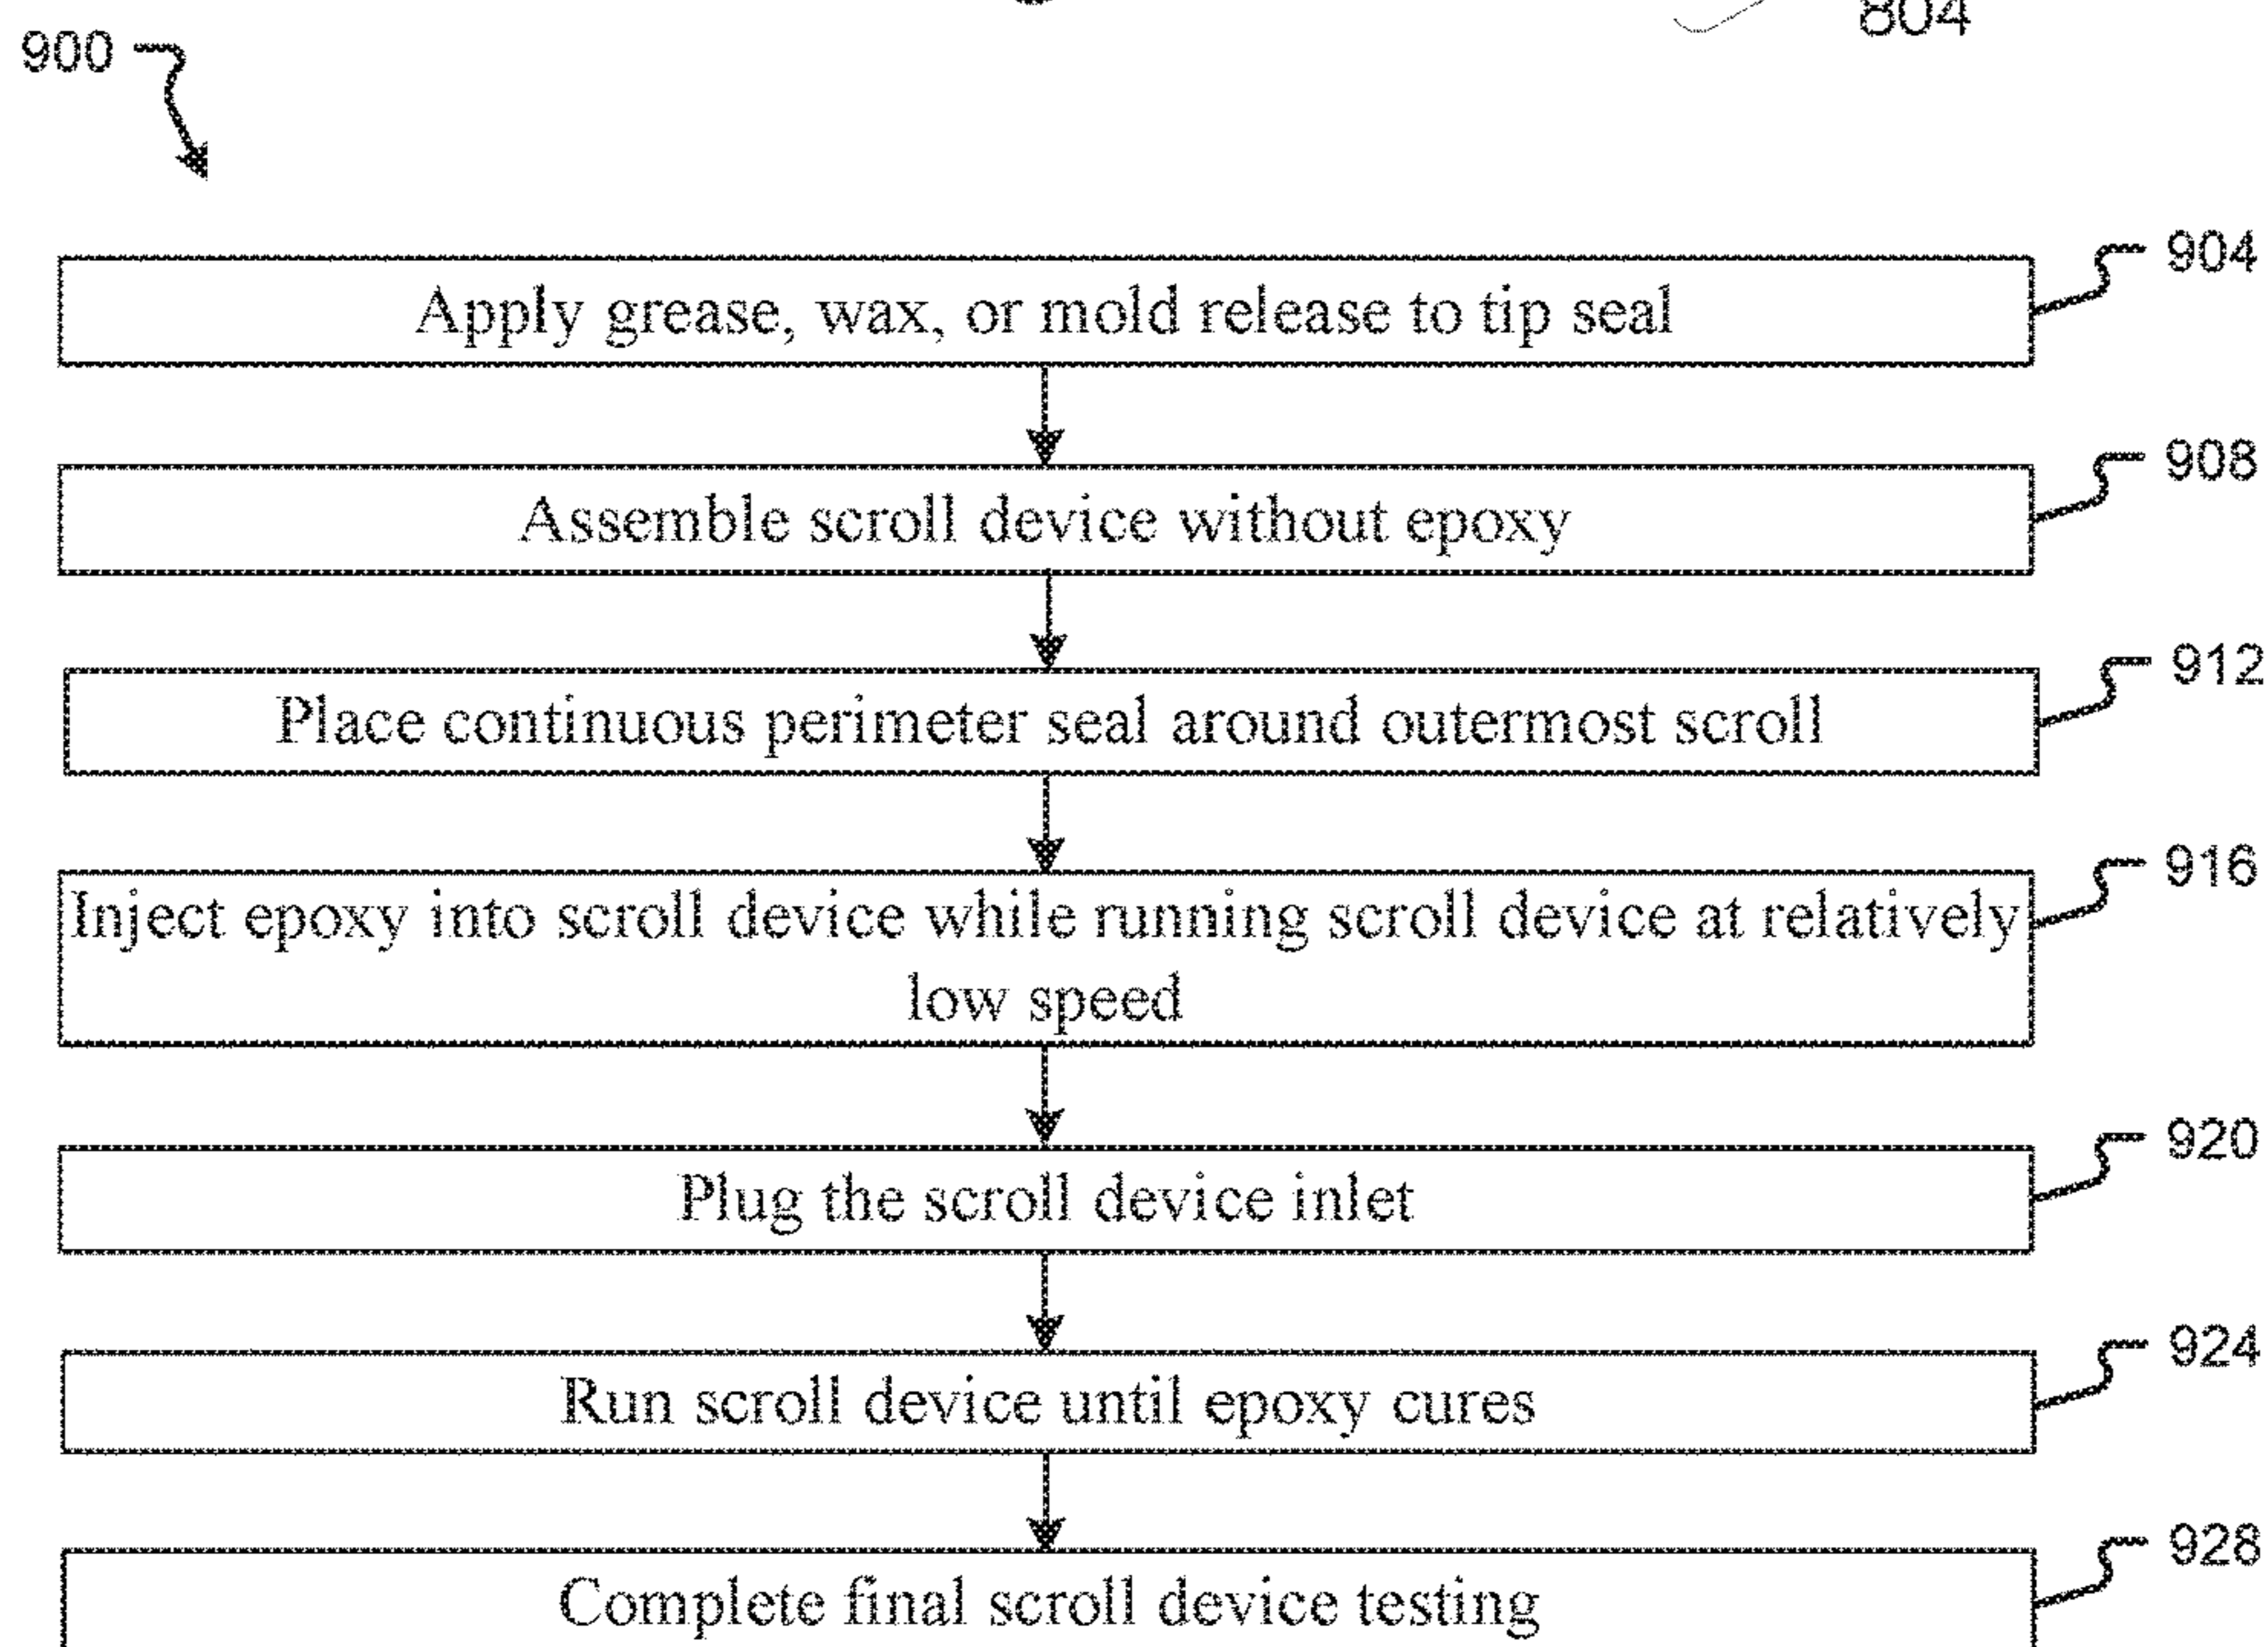 804
900
904
Apply grease, wax, or mold release to tip seal
908
Assemble scroll device without epoxy
912
Place continuous perimeter seal around outermost scroll
916
Inject epoxy into scroll device while running scroll device at relatively
low speed
920
Plug the scroll device inlet
924
Run scroll device until epoxy cures
928
Complete final scroll device testing